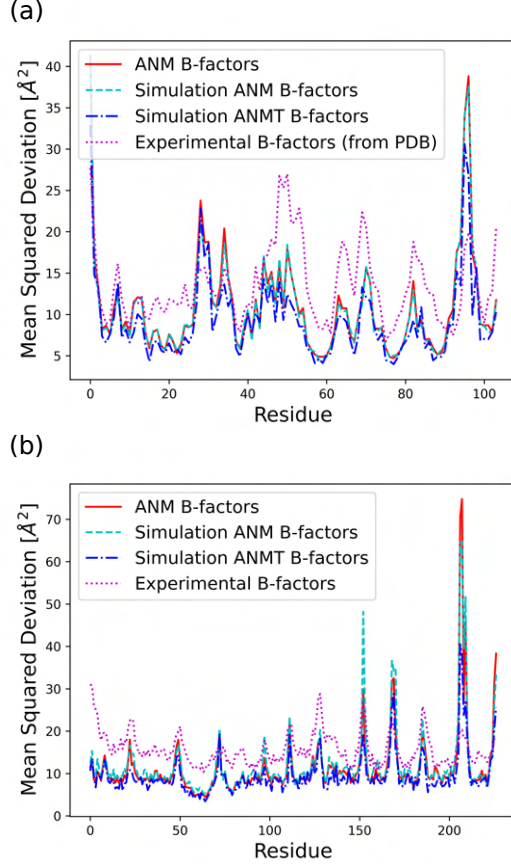 (a)
ANM B-factors
Simulation ANM B-factors
Simulation ANMT B-factors
Experimental B-factors (from PDB)
Mean Squared Deviation [Å²]
40
35
30
25
20
15
10
5
0 20 40 60 80 100
Residue
(b)
ANM B-factors
Simulation ANM B-factors
Simulation ANMT B-factors
Experimental B-factors
Mean Squared Deviation [Å²]
70
60
50
40
30
20
10
0
0 50 100 150 200
Residue